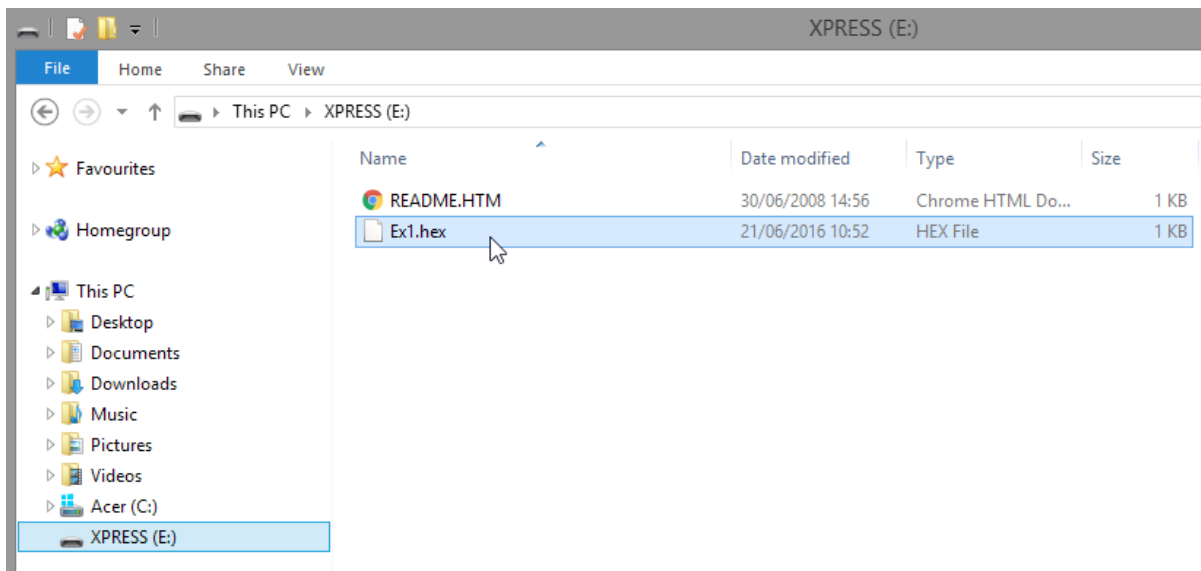 XPRESS (E:)
File Home Share View
This PC XPRESS (E:)
Name Date modified Type Size
Favourites
README.HTM 30/06/2008 14:56 Chrome HTML Do... 1 KB
Homegroup
Ex1.hex 21/06/2016 10:52 HEX File 1 KB
This PC
Desktop
Documents
Downloads
Music
Pictures
Videos
Acer (C:)
XPRESS (E:)